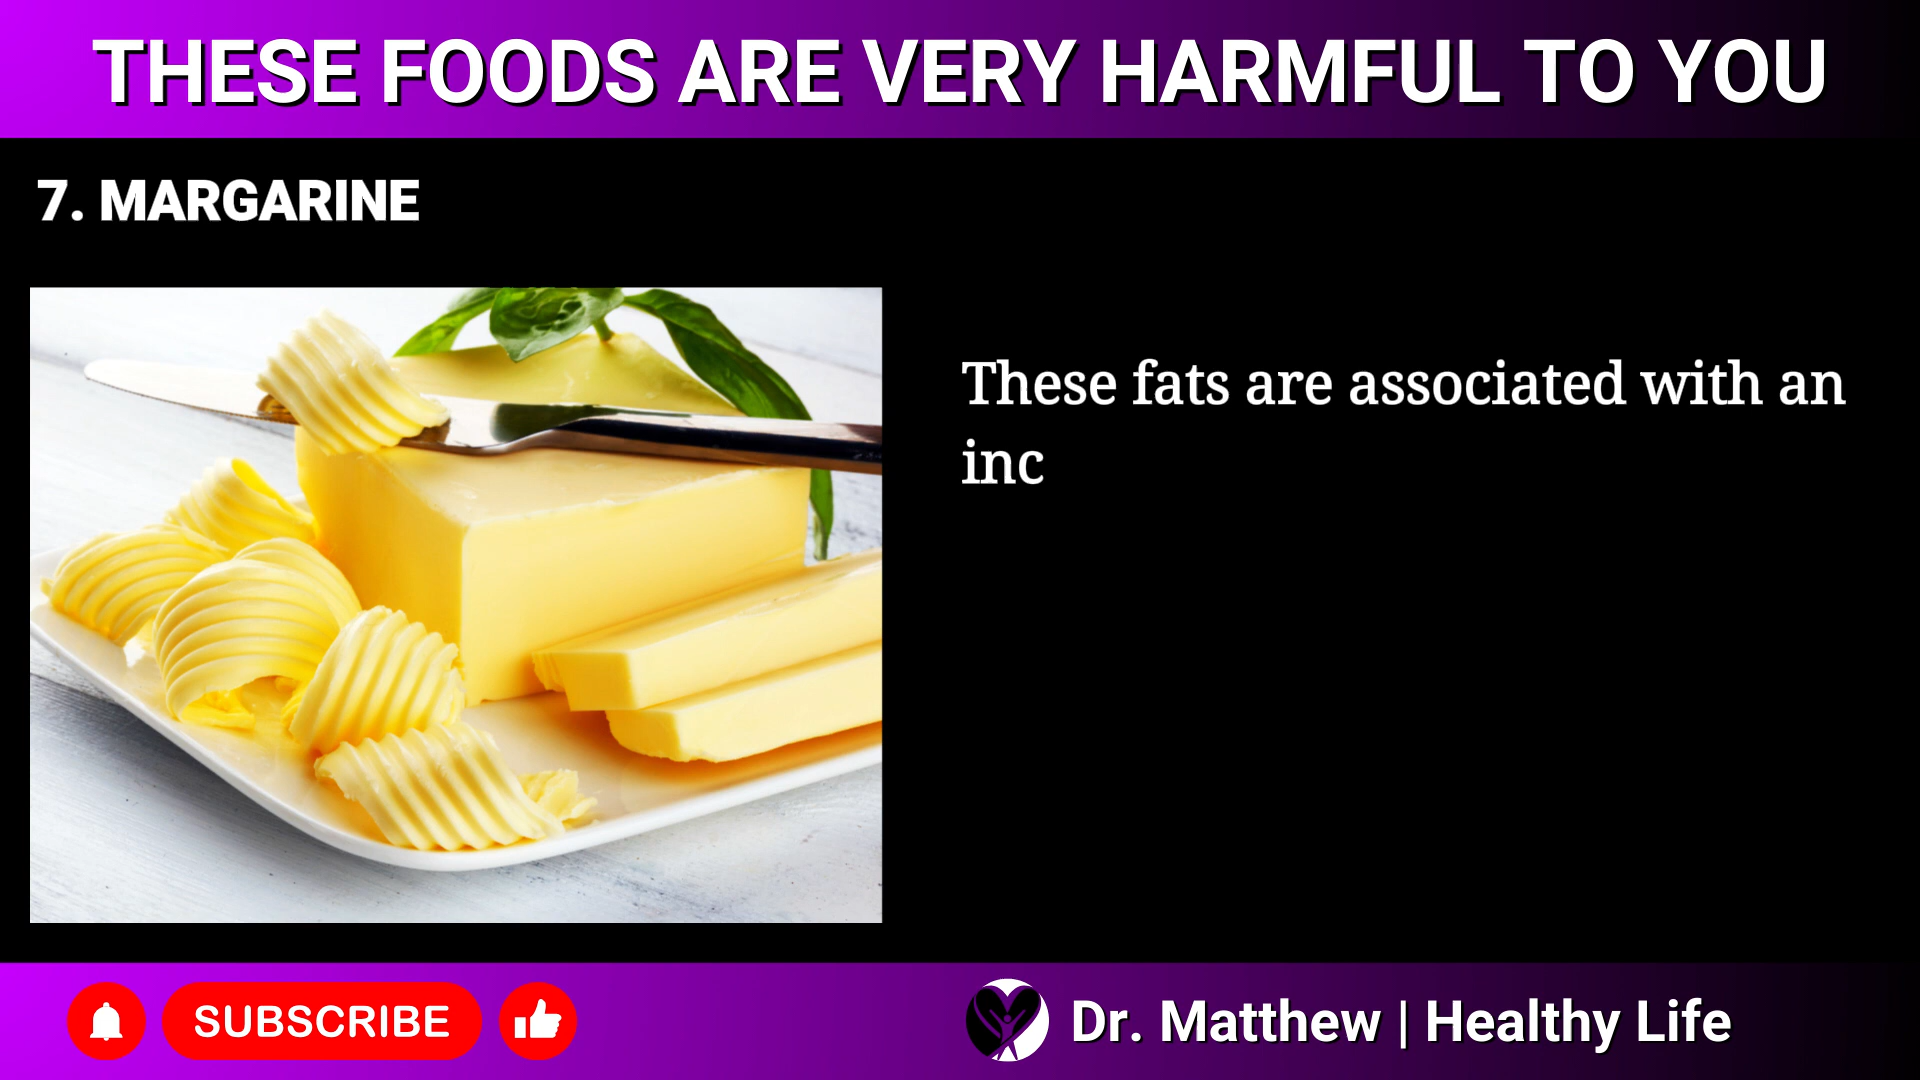 THESE FOODS ARE VERY HARMFUL TO YOU
7. MARGARINE
These fats are associated with an
inc
SUBSCRIBE
Dr. Matthew | Healthy Life